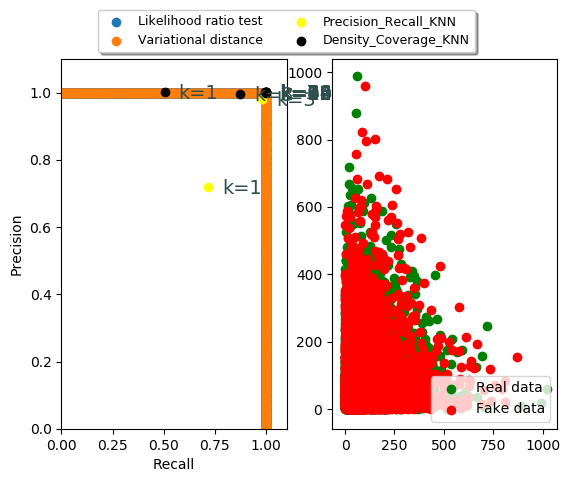 Likelihood ratio test
Variational distance
Precision_Recall_KNN
Density_Coverage_KNN
1.0
0.8
0.6
0.4
0.2
0.0
Precision
k=1
k=3
k=1
0.00
0.25
0.50
0.75
1.00
Recall
1000
800
600
400
200
0
Real data
Fake data
0
250
500
750
1000